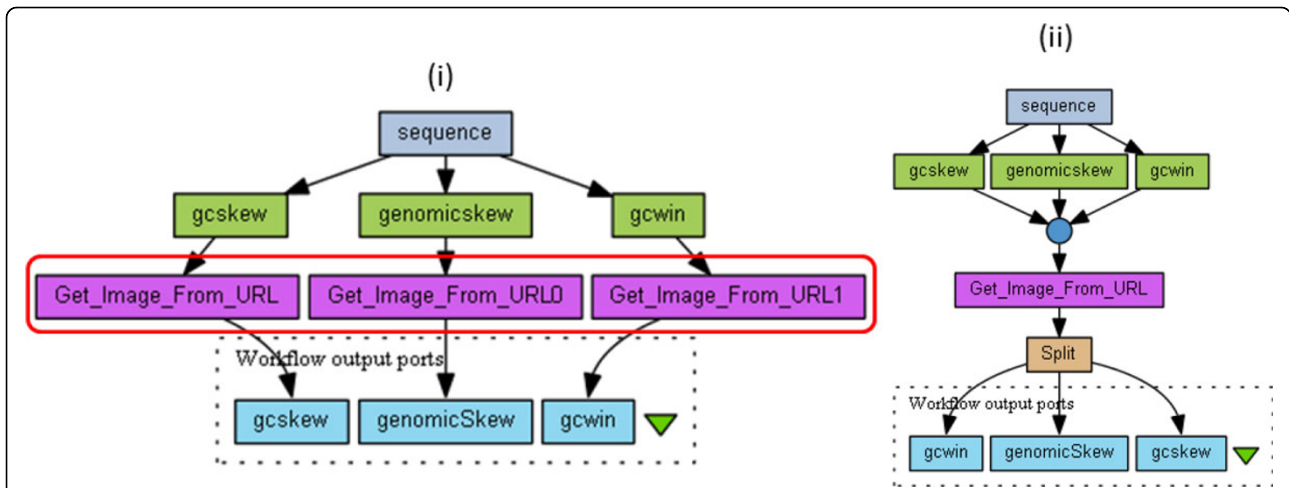 (i)
sequence
gcskew genomicskew gcwin
Get_Image_From_URL Get_Image_From_URL0 Get_Image_From_URL1
Workflow output ports
gcskew genomicSkew gcwin
(ii)
sequence
gcskew genomicskew gcwin
Get_Image_From_URL
Split
Workflow output ports
gcwin genomicSkew gcskew